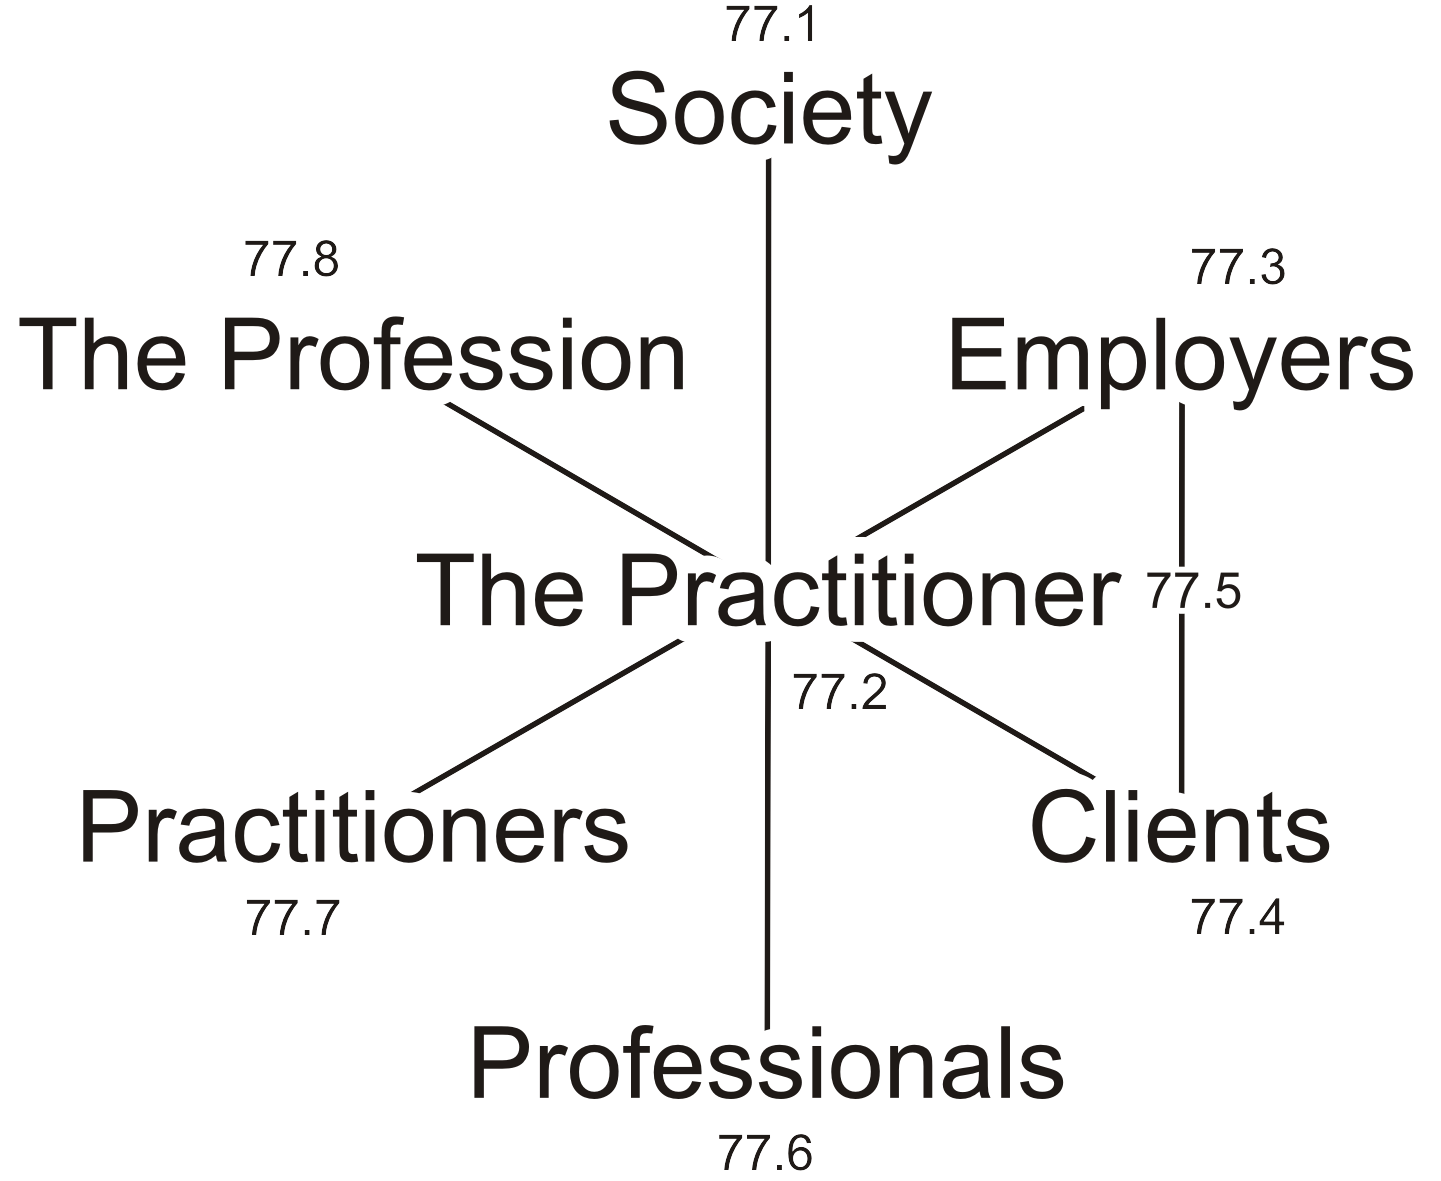 77.1
Society
77.8
The Profession
77.3
Employers
The Practitioner
77.5
77.2
Practitioners
77.7
Clients
77.4
Professionals
77.6